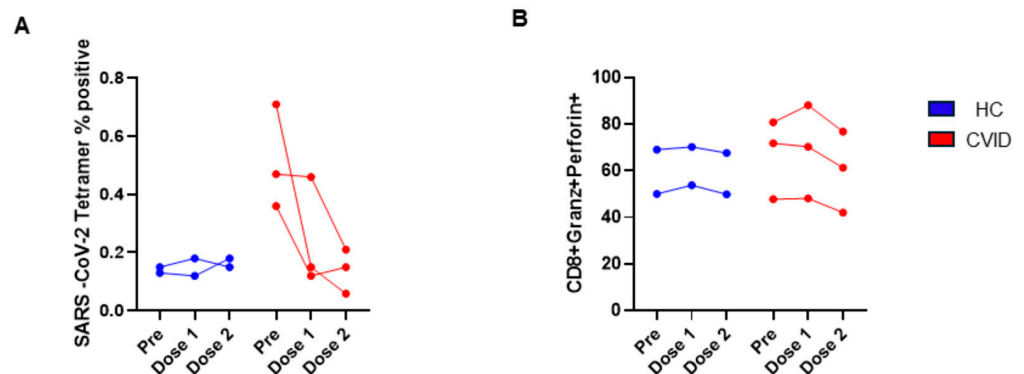 A
B
SARS -CoV-2 Tetramer % positive
0.8
0.6
0.4
0.2
0.0
Pre
Dose 1
Dose 2
Pre
Dose 1
Dose 2
CD8+Granz+Perforin+
100
80
60
40
20
0
Pre
Dose 1
Dose 2
Pre
Dose 1
Dose 2
HC
CVID